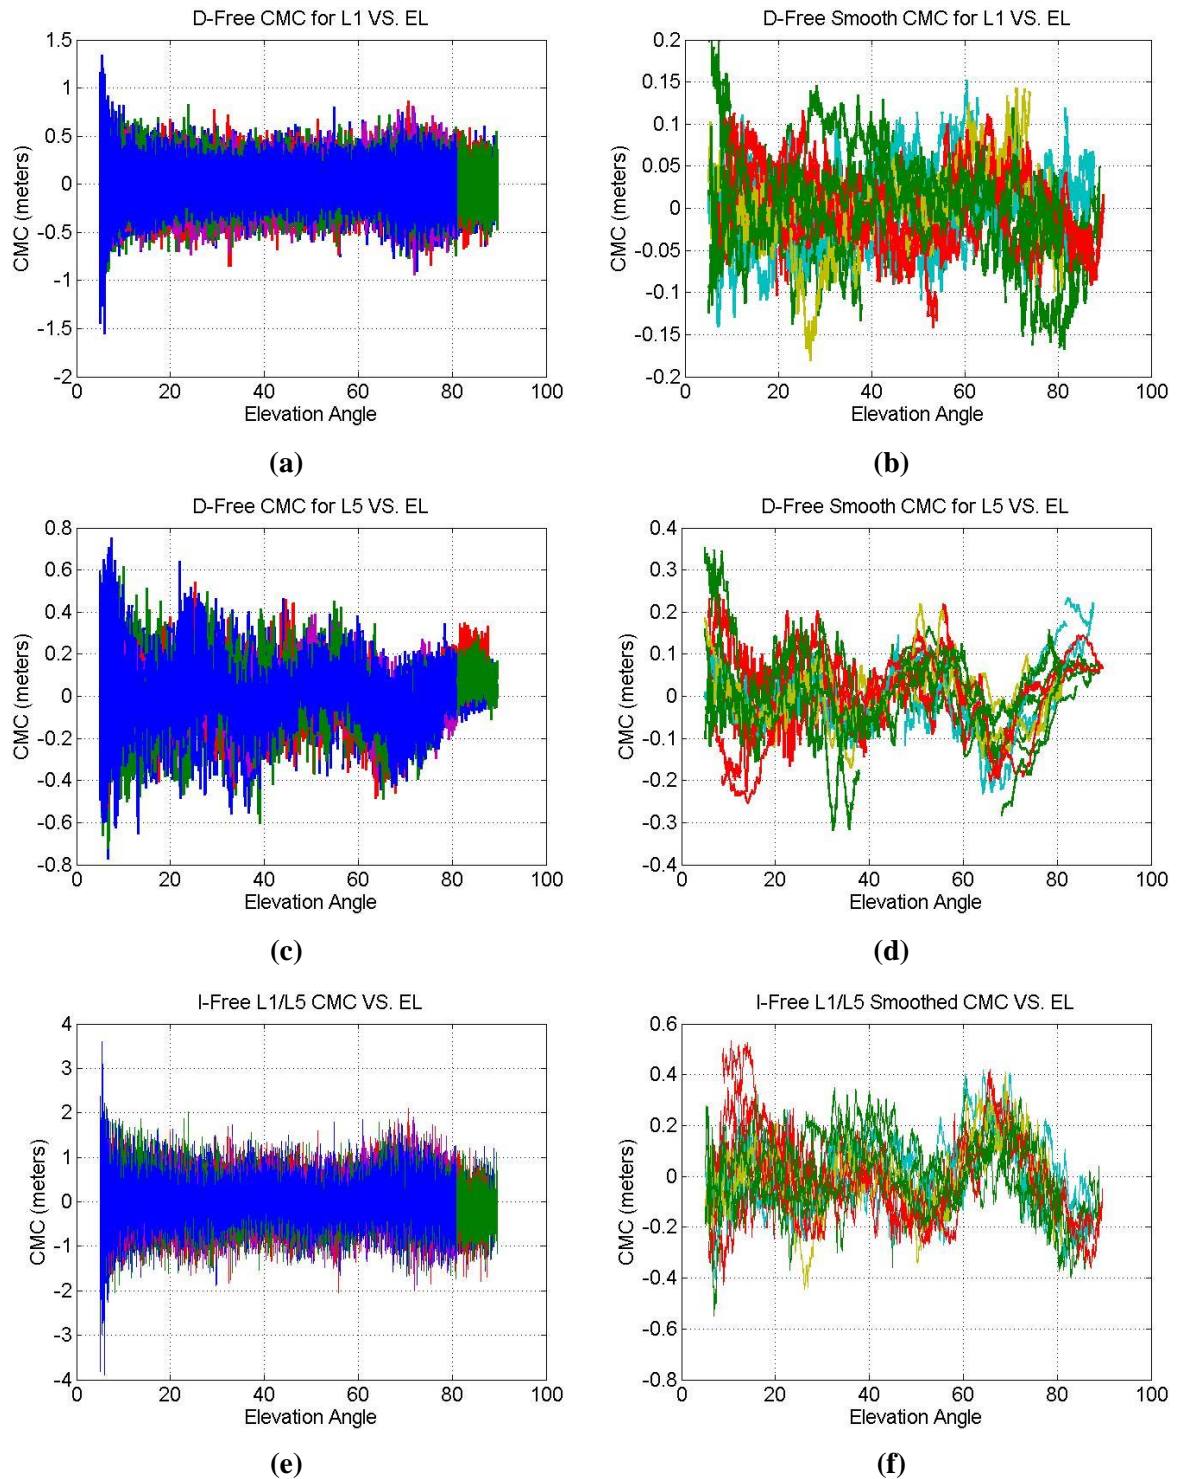 D-Free CMC for L1 VS. EL
1.5
1
0.5
0
-0.5
-1
-1.5
-2
CMC (meters)
0 20 40 60 80 100
Elevation Angle
(a)
D-Free Smooth CMC for L1 VS. EL
0.2
0.15
0.1
0.05
0
-0.05
-0.1
-0.15
-0.2
CMC (meters)
0 20 40 60 80 100
Elevation Angle
(b)
D-Free CMC for L5 VS. EL
0.8
0.6
0.4
0.2
0
-0.2
-0.4
-0.6
-0.8
CMC (meters)
0 20 40 60 80 100
Elevation Angle
(c)
D-Free Smooth CMC for L5 VS. EL
0.4
0.3
0.2
0.1
0
-0.1
-0.2
-0.3
-0.4
CMC (meters)
0 20 40 60 80 100
Elevation Angle
(d)
I-Free L1/L5 CMC VS. EL
4
3
2
1
0
-1
-2
-3
-4
CMC (meters)
0 20 40 60 80 100
Elevation Angle
(e)
I-Free L1/L5 Smoothed CMC VS. EL
0.6
0.4
0.2
0
-0.2
-0.4
-0.6
-0.8
CMC (meters)
0 20 40 60 80 100
Elevation Angle
(f)